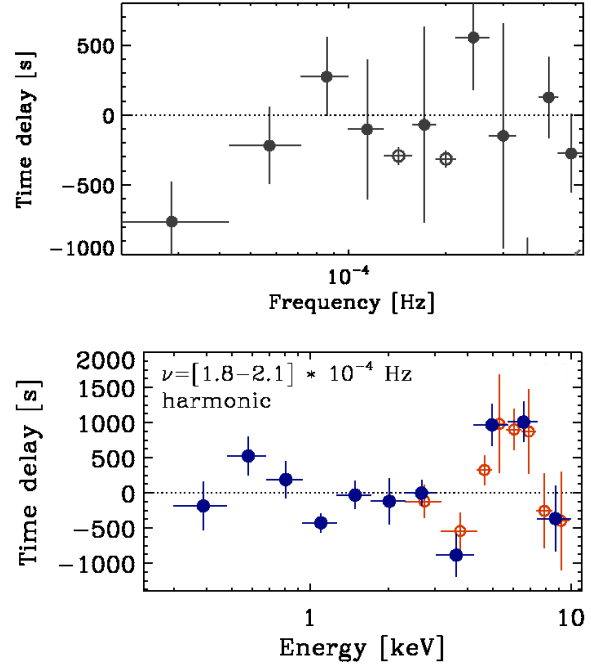 500
0
−500
−1000
Time delay [s]
10⁻⁴
Frequency [Hz]
2000
1500
1000
500
0
−500
−1000
Time delay [s]
ν=[1.8−2.1] * 10⁻⁴ Hz
harmonic
1
10
Energy [keV]